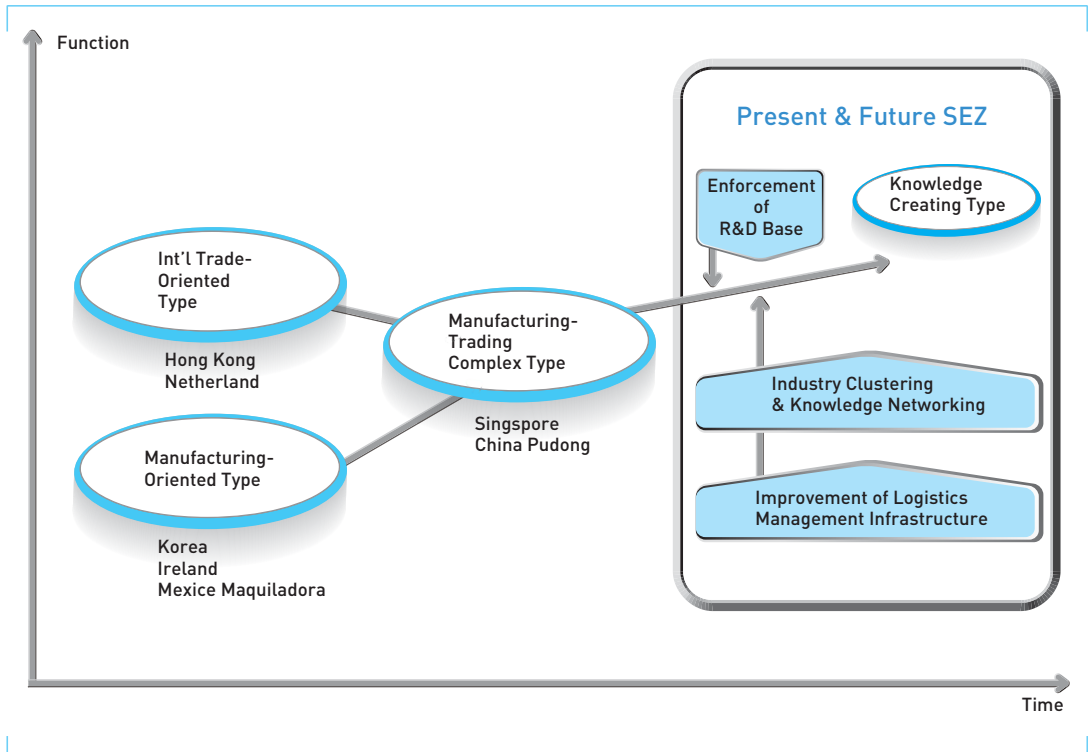 Function
Present & Future SEZ
Enforcement
of
R&D Base
Knowledge
Creating Type
Int'l Trade-
Oriented
Type
Hong Kong
Netherland
Manufacturing-
Trading
Complex Type
Singspore
China Pudong
Manufacturing-
Oriented Type
Korea
Ireland
Mexice Maquiladora
Industry Clustering
& Knowledge Networking
Improvement of Logistics
Management Infrastructure
Time